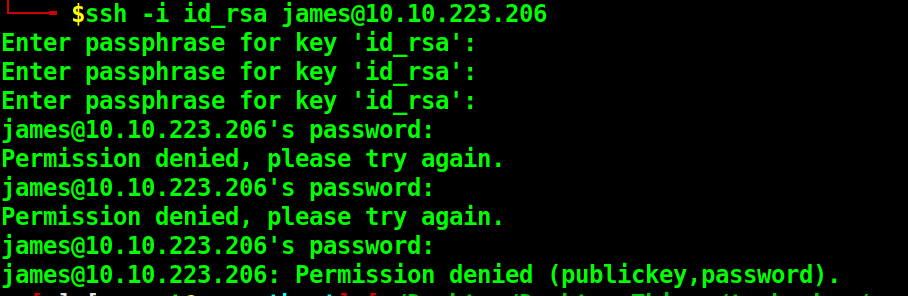 $ssh -i id_rsa james@10.10.223.206
Enter passphrase for key 'id_rsa':
Enter passphrase for key 'id_rsa':
Enter passphrase for key 'id_rsa':
james@10.10.223.206's password:
Permission denied, please try again.
james@10.10.223.206's password:
Permission denied, please try again.
james@10.10.223.206's password:
james@10.10.223.206: Permission denied (publickey,password).